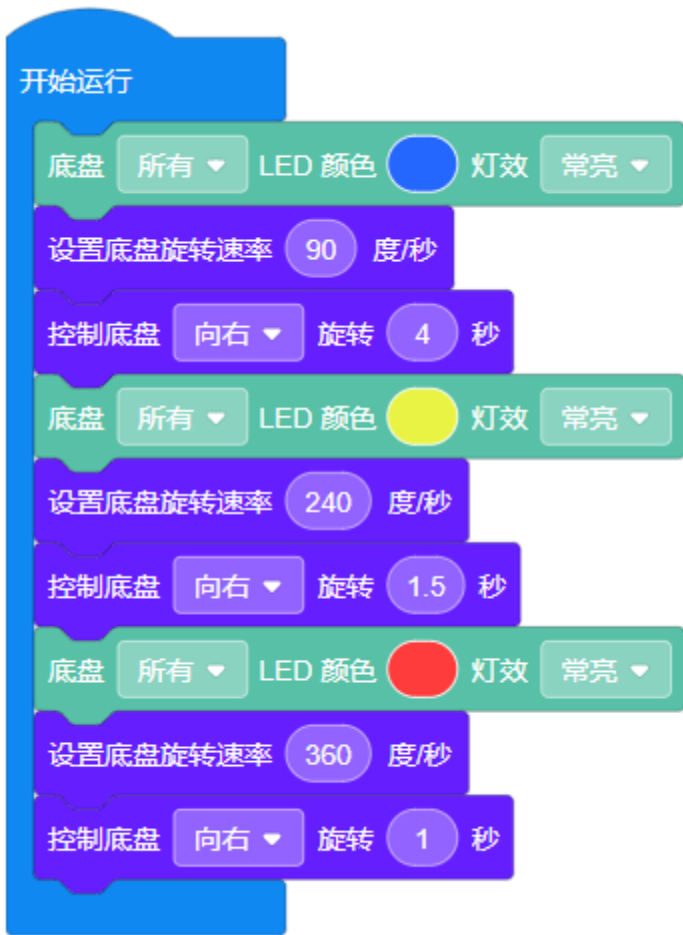 开始运行
底盘 所有 LED 颜色 灯效 常亮
设置底盘旋转速率 90 度/秒
控制底盘 向右 旋转 4 秒
底盘 所有 LED 颜色 灯效 常亮
设置底盘旋转速率 240 度/秒
控制底盘 向右 旋转 1.5 秒
底盘 所有 LED 颜色 灯效 常亮
设置底盘旋转速率 360 度/秒
控制底盘 向右 旋转 1 秒